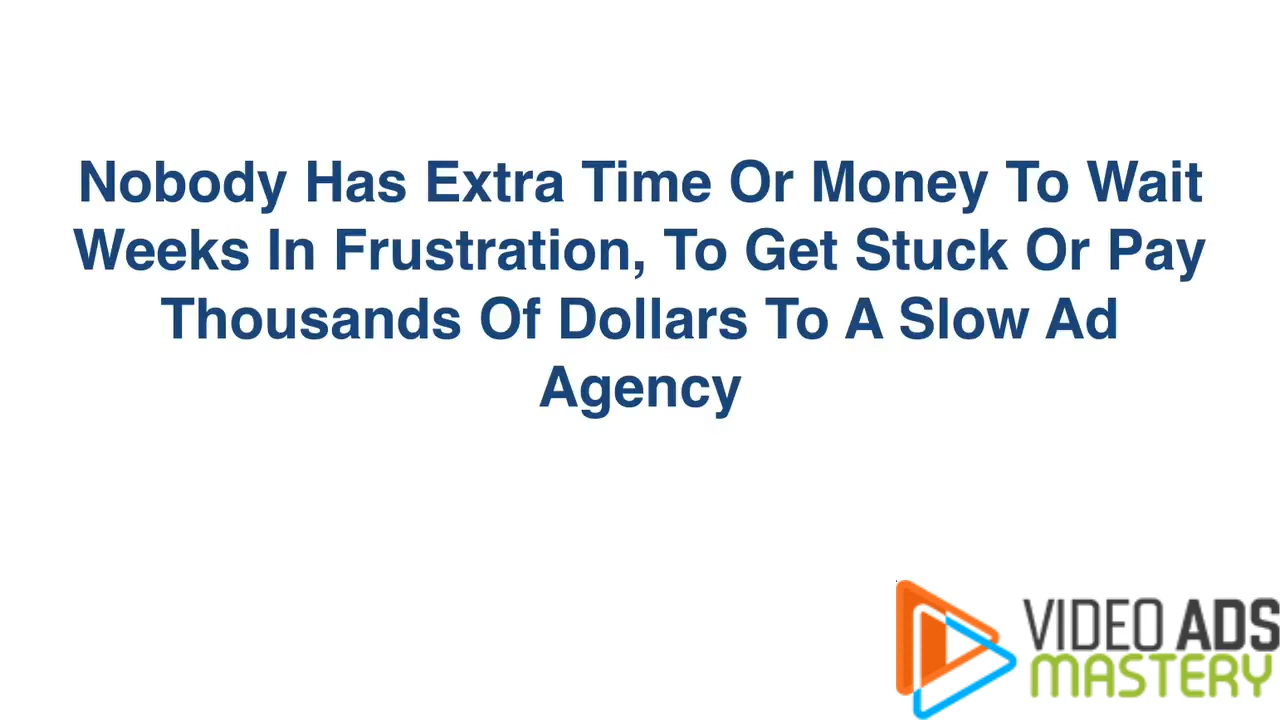 Nobody Has Extra Time Or Money To Wait
Weeks In Frustration, To Get Stuck Or Pay
Thousands Of Dollars To A Slow Ad
Agency
VIDEO ADS
MASTERY